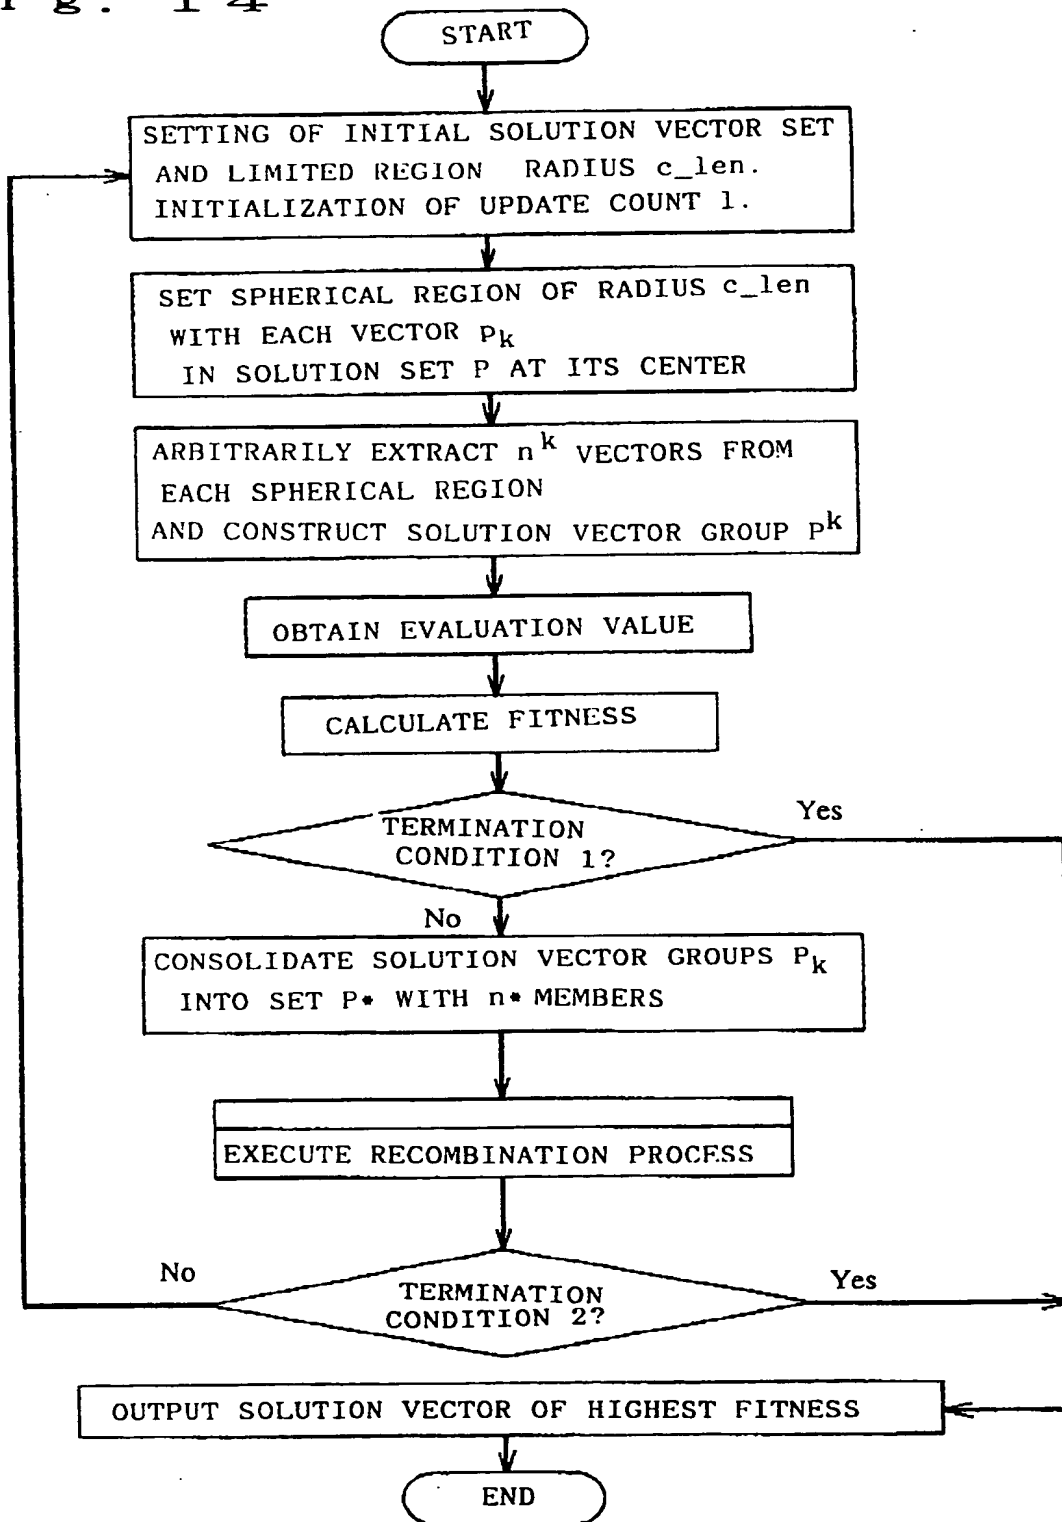 START
SETTING OF INITIAL SOLUTION VECTOR SET
AND LIMITED REGION RADIUS c_len.
INITIALIZATION OF UPDATE COUNT 1.
SET SPHERICAL REGION OF RADIUS c_len
WITH EACH VECTOR pk
IN SOLUTION SET P AT ITS CENTER
ARBITRARILY EXTRACT n^k VECTORS FROM
EACH SPHERICAL REGION
AND CONSTRUCT SOLUTION VECTOR GROUP P^k
OBTAIN EVALUATION VALUE
CALCULATE FITNESS
Yes
TERMINATION
CONDITION 1?
No
CONSOLIDATE SOLUTION VECTOR GROUPS Pk
INTO SET P* WITH n* MEMBERS
EXECUTE RECOMBINATION PROCESS
No
Yes
TERMINATION
CONDITION 2?
OUTPUT SOLUTION VECTOR OF HIGHEST FITNESS
END